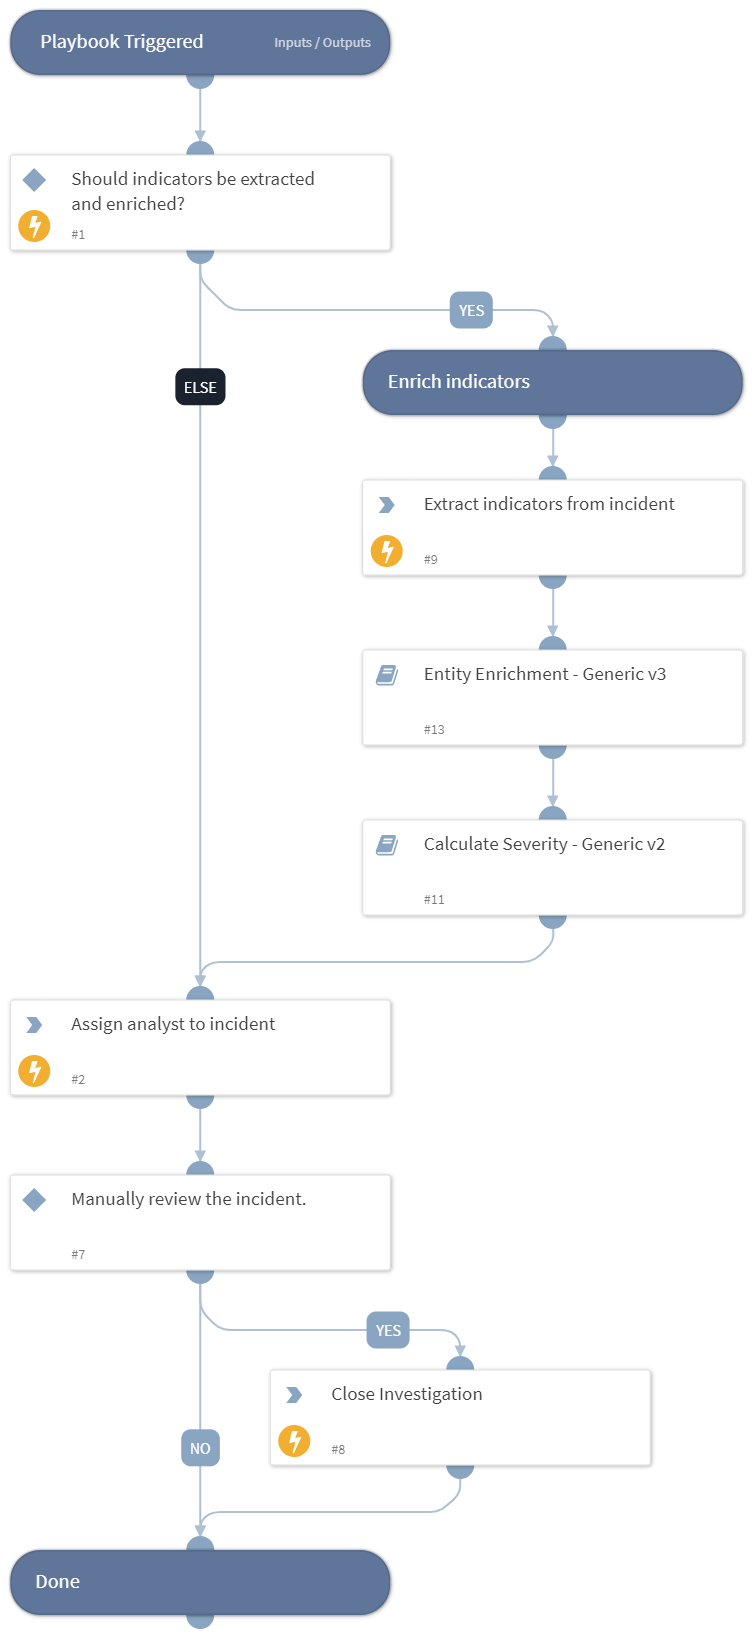 Playbook Triggered
Inputs / Outputs
Should indicators be extracted
and enriched?
#1
YES
ELSE
Enrich indicators
Extract indicators from incident
#9
Entity Enrichment - Generic v3
#13
Calculate Severity - Generic v2
#11
Assign analyst to incident
#2
Manually review the incident.
#7
YES
Close Investigation
#8
NO
Done